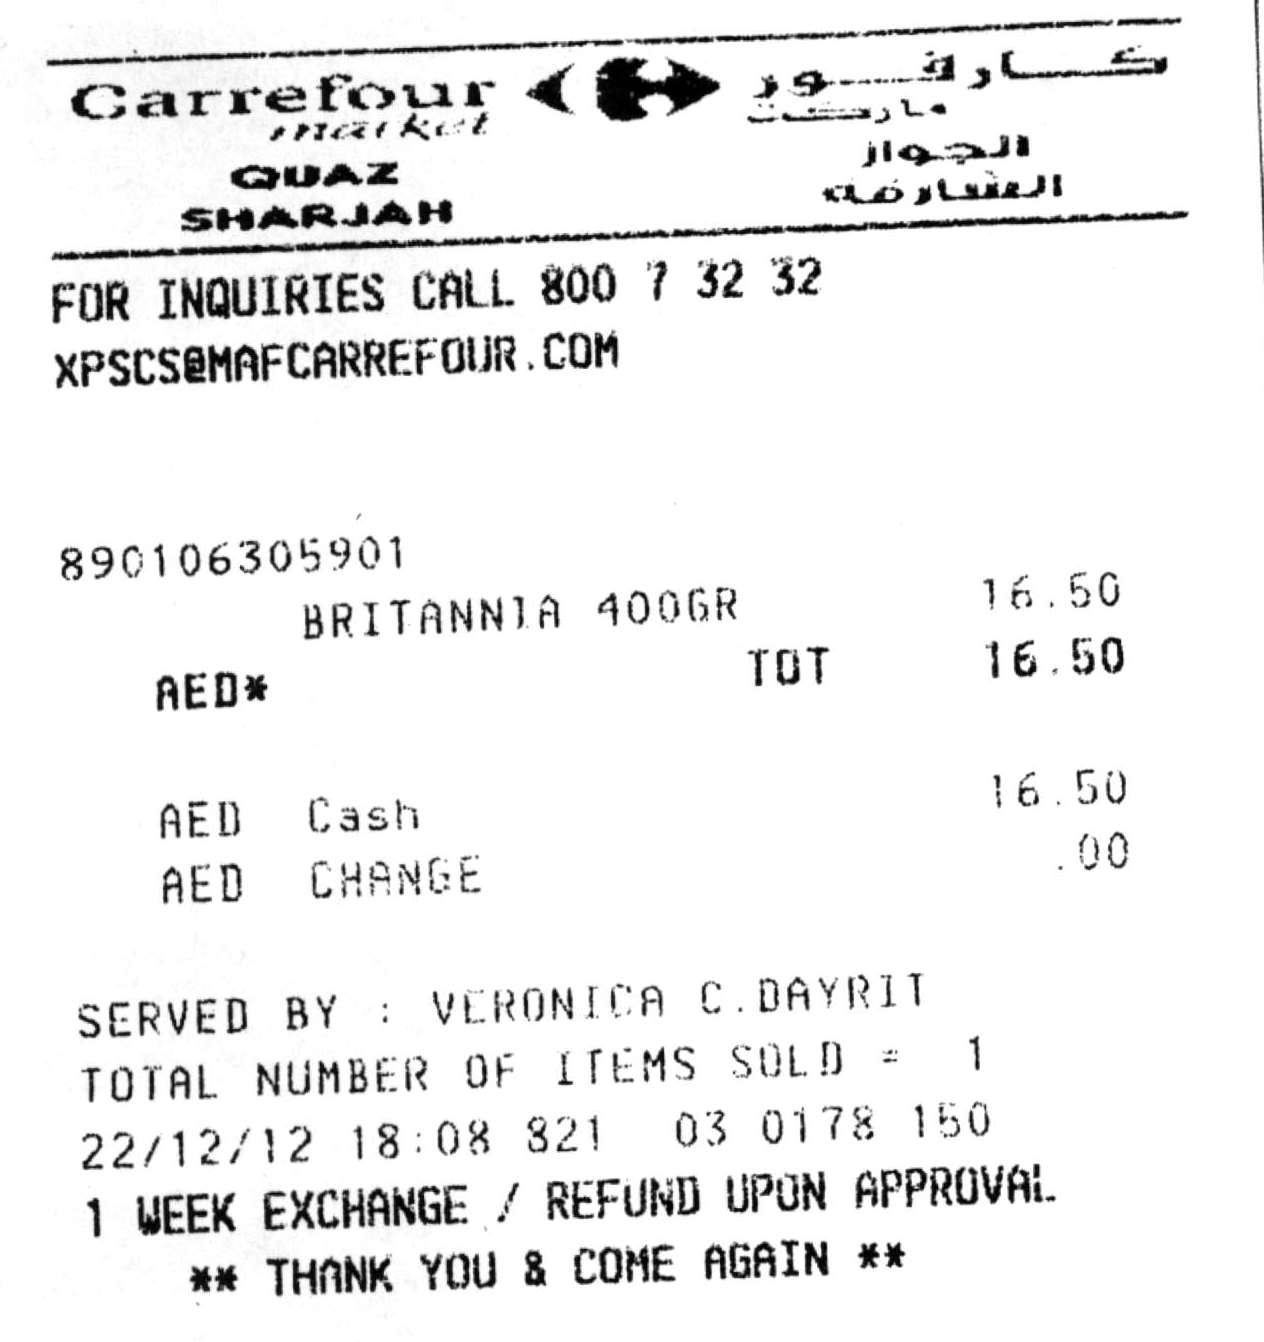 Carrefour كارفور
market ماركت
QUAZ الجواز
SHARJAH الشارقة
FOR INQUIRIES CALL 800 7 32 32
XPSCS@MAFCARREFOUR.COM
890106305901
BRITANNIA 400GR 16.50
AED* TOT 16.50
AED Cash 16.50
AED CHANGE .00
SERVED BY : VERONICA C.DAYRIT
TOTAL NUMBER OF ITEMS SOLD = 1
22/12/12 18:08 821 03 0178 150
1 WEEK EXCHANGE / REFUND UPON APPROVAL
** THANK YOU & COME AGAIN **